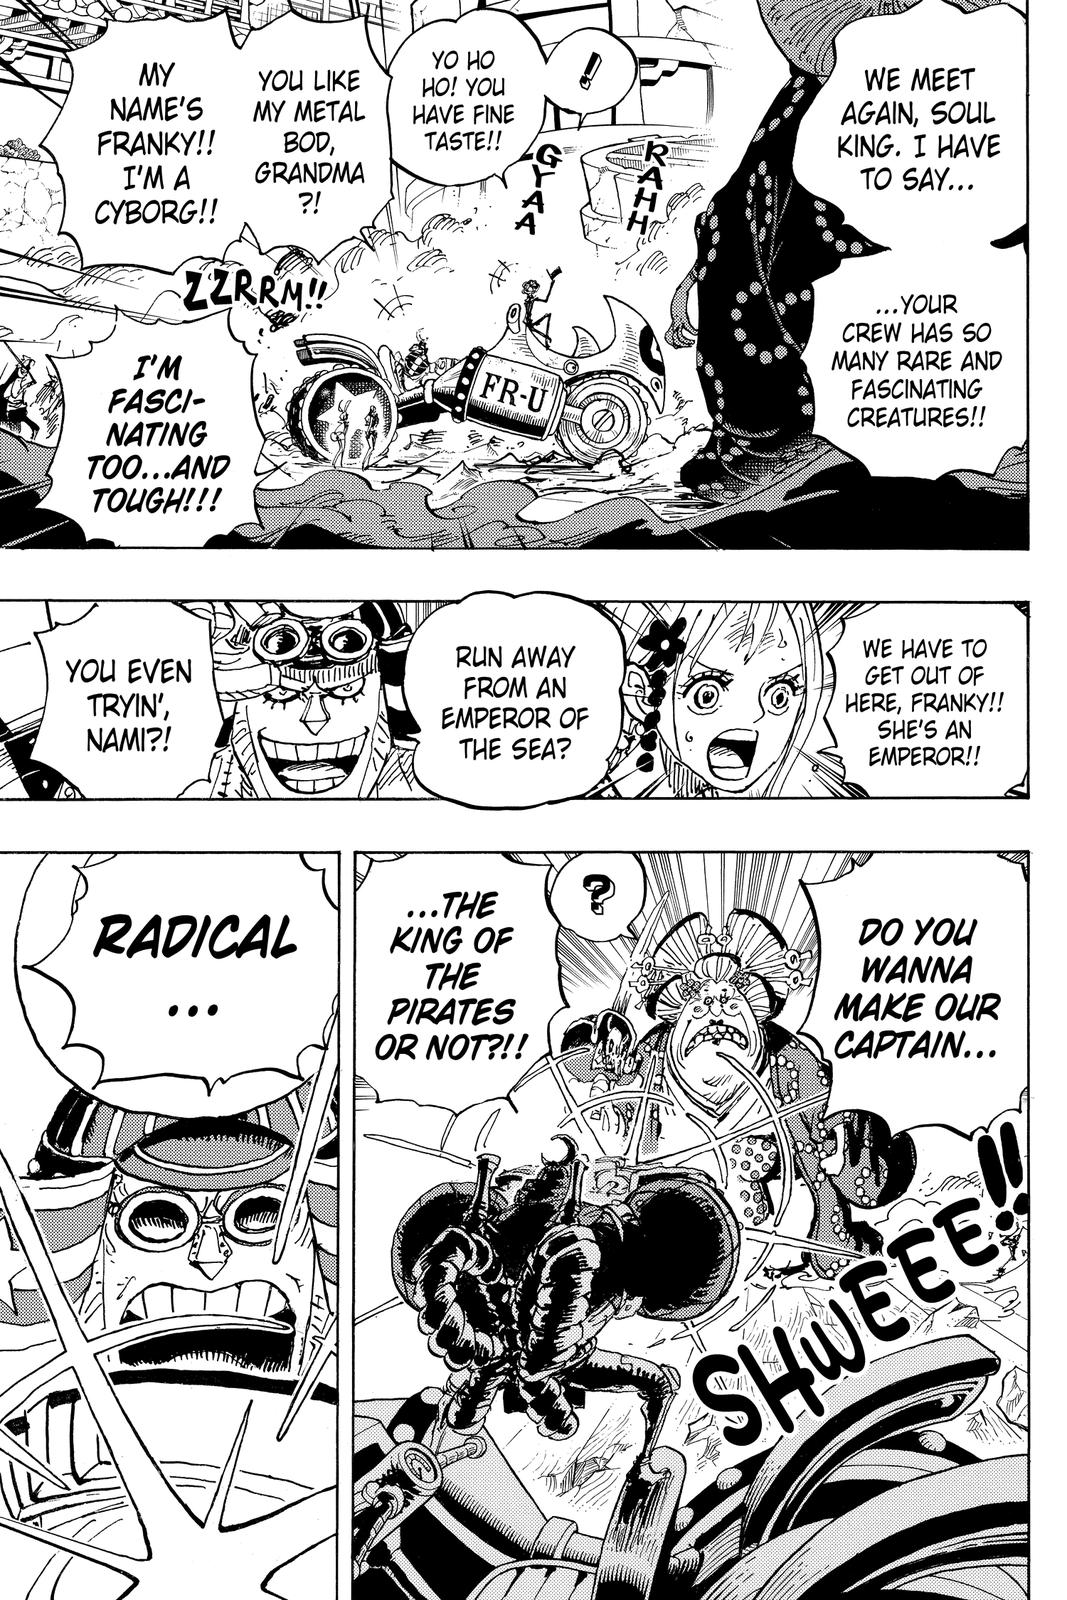 WE MEET
AGAIN, SOUL
KING. I HAVE
TO SAY...
...YOUR
CREW HAS SO
MANY RARE AND
FASCINATING
CREATURES!!
!
RAHH
GYAA
YO HO
HO! YOU
HAVE FINE
TASTE!!
YOU LIKE
MY METAL
BOD,
GRANDMA
?!
MY
NAME'S
FRANKY!!
I'M A
CYBORG!!
ZZRRM!!
FR-U
I'M
FASCI-
NATING
TOO...AND
TOUGH!!!
WE HAVE TO
GET OUT OF
HERE, FRANKY!!
SHE'S AN
EMPEROR!!
RUN AWAY
FROM AN
EMPEROR OF
THE SEA?
YOU EVEN
TRYIN',
NAMI?!
DO YOU
WANNA
MAKE OUR
CAPTAIN...
?
...THE
KING OF
THE
PIRATES
OR NOT?!!
SHWEEE!!
RADICAL
...